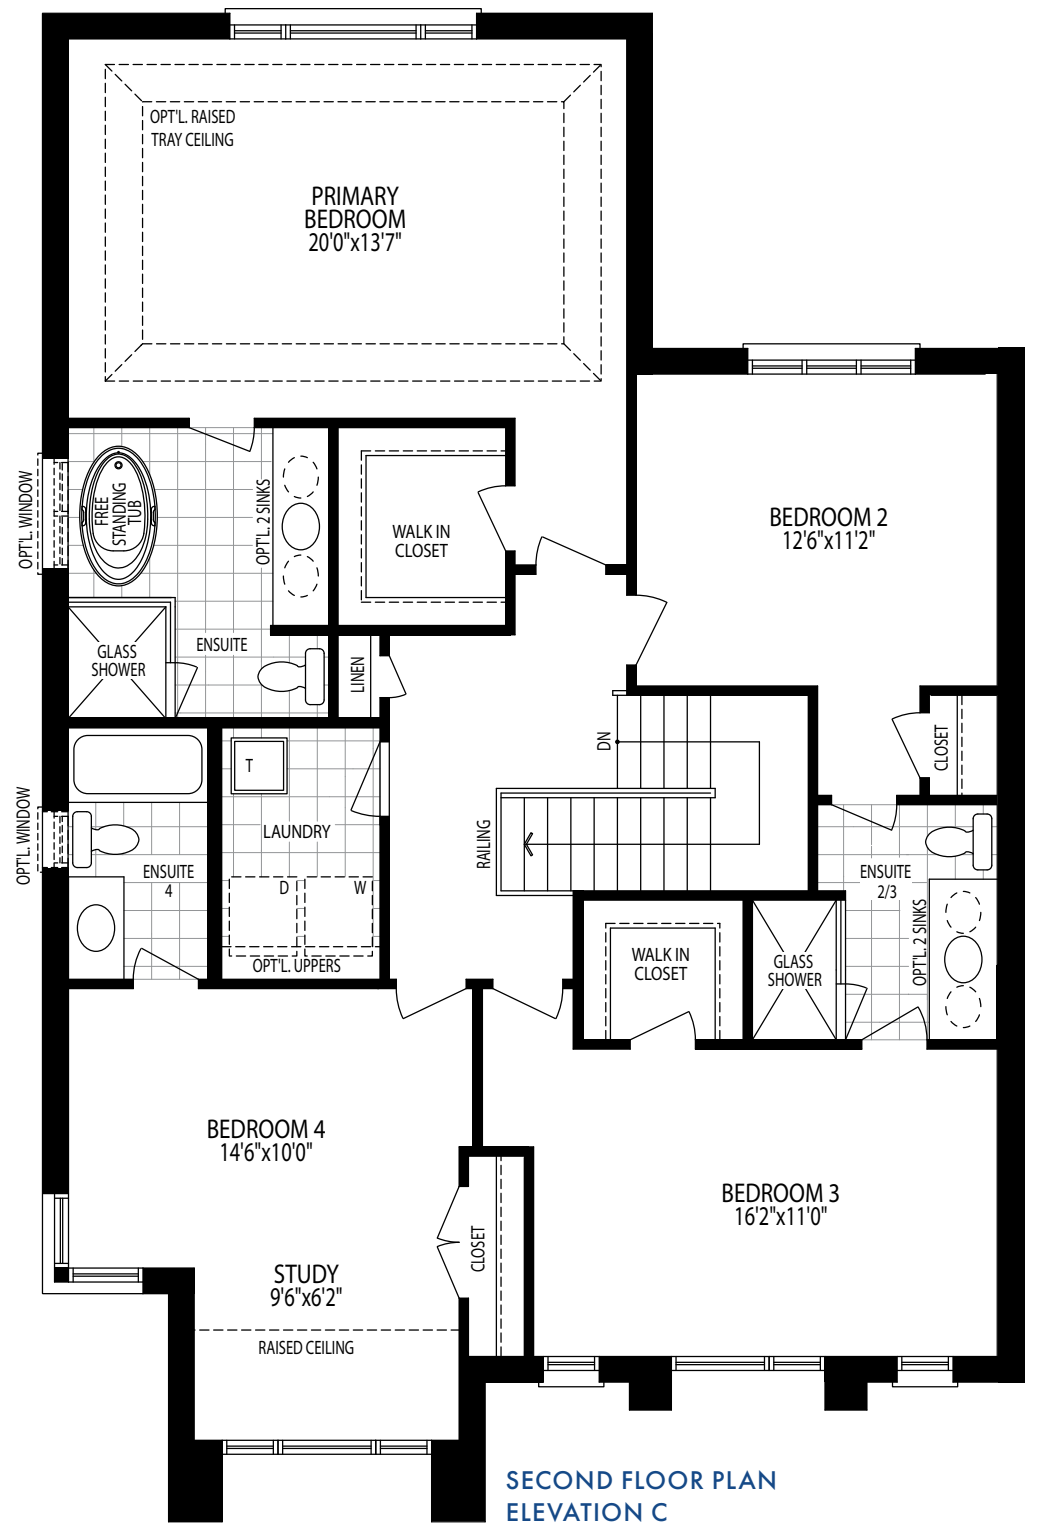 OPT'L. RAISED
TRAY CEILING
PRIMARY
BEDROOM
20'0"x13'7"
OPT'L. WINDOW
FREE
STANDING
TUB
OPT'L. 2 SINKS
WALK IN
CLOSET
BEDROOM 2
12'6"x11'2"
GLASS
SHOWER
ENSUITE
LINEN
DN
CLOSET
OPT'L. WINDOW
T
LAUNDRY
RAILING
ENSUITE
4
D
W
OPT'L. UPPERS
ENSUITE
2/3
OPT'L. 2 SINKS
WALK IN
CLOSET
GLASS
SHOWER
BEDROOM 4
14'6"x10'0"
BEDROOM 3
16'2"x11'0"
CLOSET
STUDY
9'6"x6'2"
RAISED CEILING
SECOND FLOOR PLAN
ELEVATION C